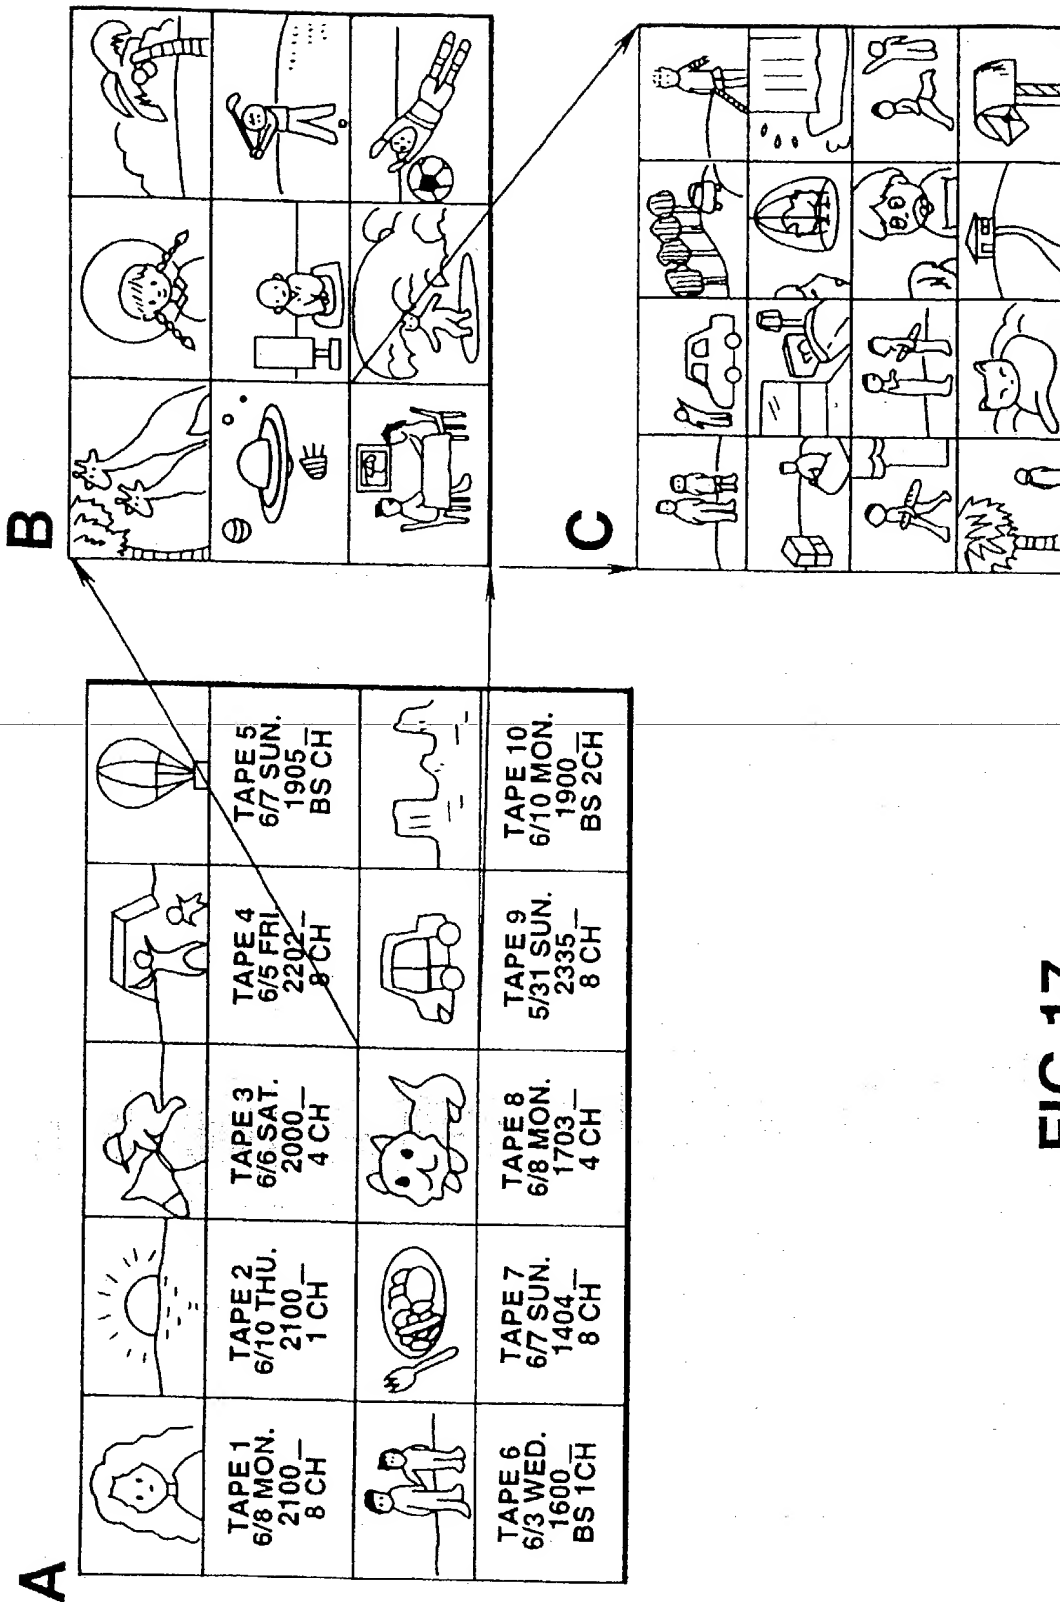 A
TAPE 1
6/8 MON.
2100_
8 CH
TAPE 2
6/10 THU.
2100_
1 CH
TAPE 3
6/6 SAT.
2000_
4 CH
TAPE 4
6/5 FRI.
2202_
8 CH
TAPE 5
6/7 SUN.
1905_
BS CH
TAPE 6
6/3 WED.
1600_
BS 1CH
TAPE 7
6/7 SUN.
1404_
8 CH
TAPE 8
6/8 MON.
1703_
4 CH
TAPE 9
5/31 SUN.
2335_
8 CH
TAPE 10
6/10 MON.
1900_
BS 2CH
B
C
FIG. 17